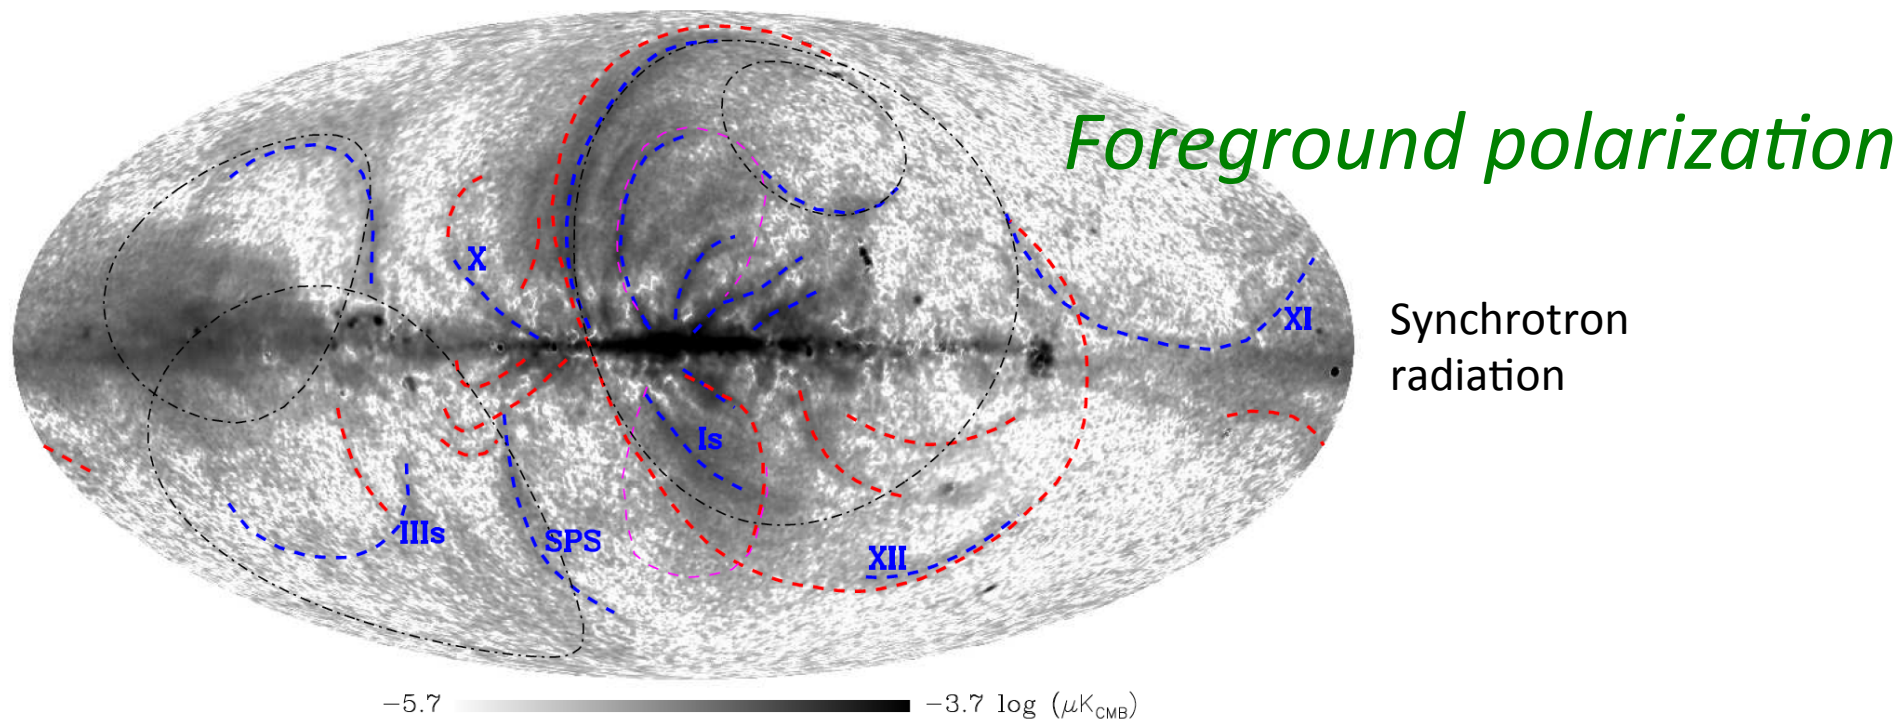 Foreground polarization
X
XI
Synchrotron
radiation
Is
IIIs
SPS
XII
−5.7
−3.7 log (μK_CMB)